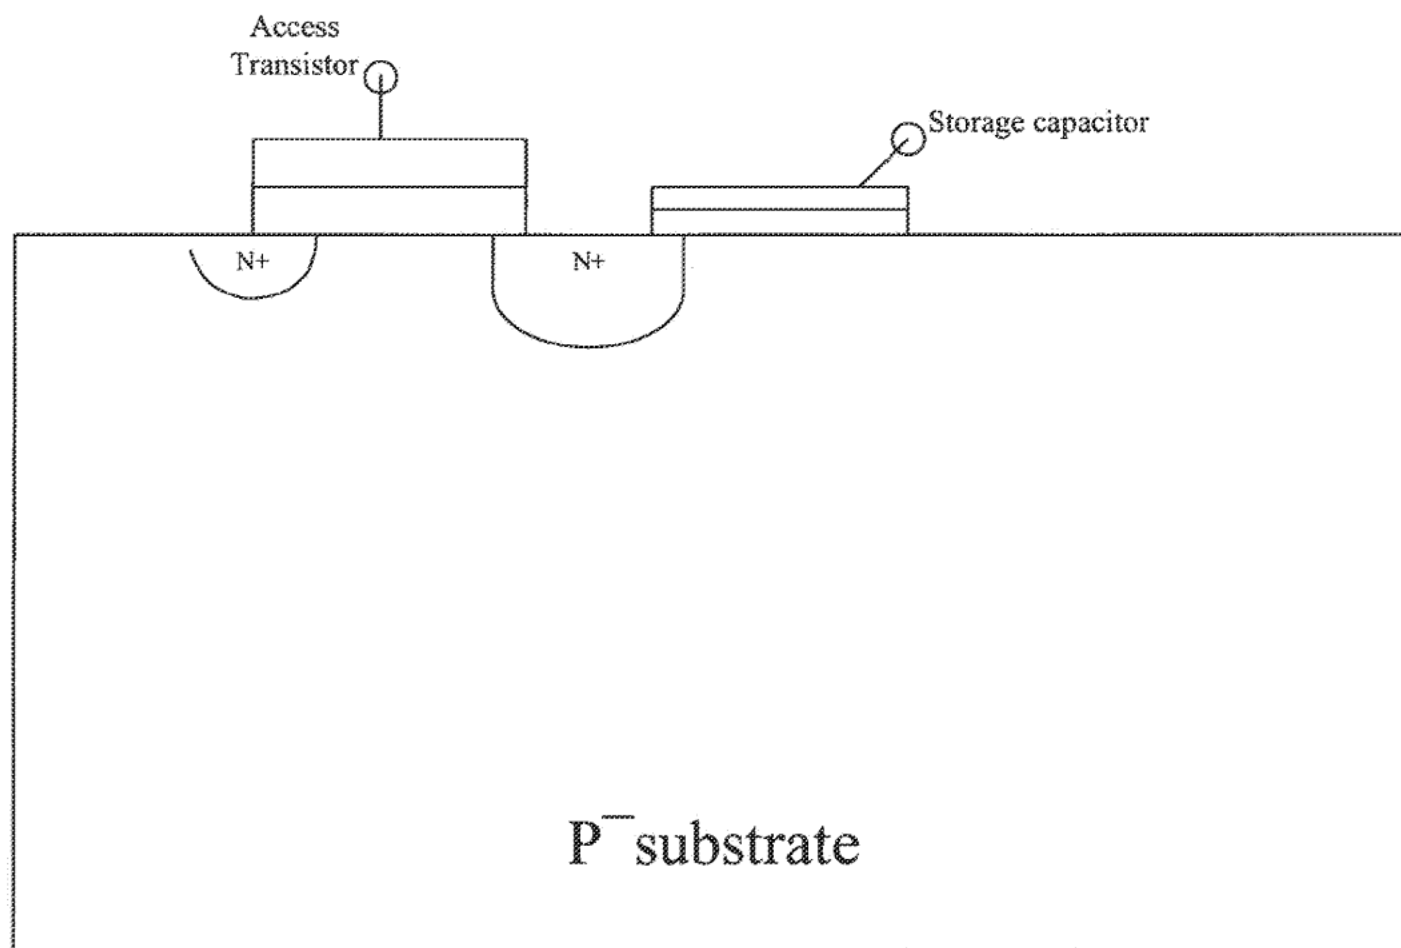 Access
Transistor
Storage capacitor
N+
N+
P¯substrate